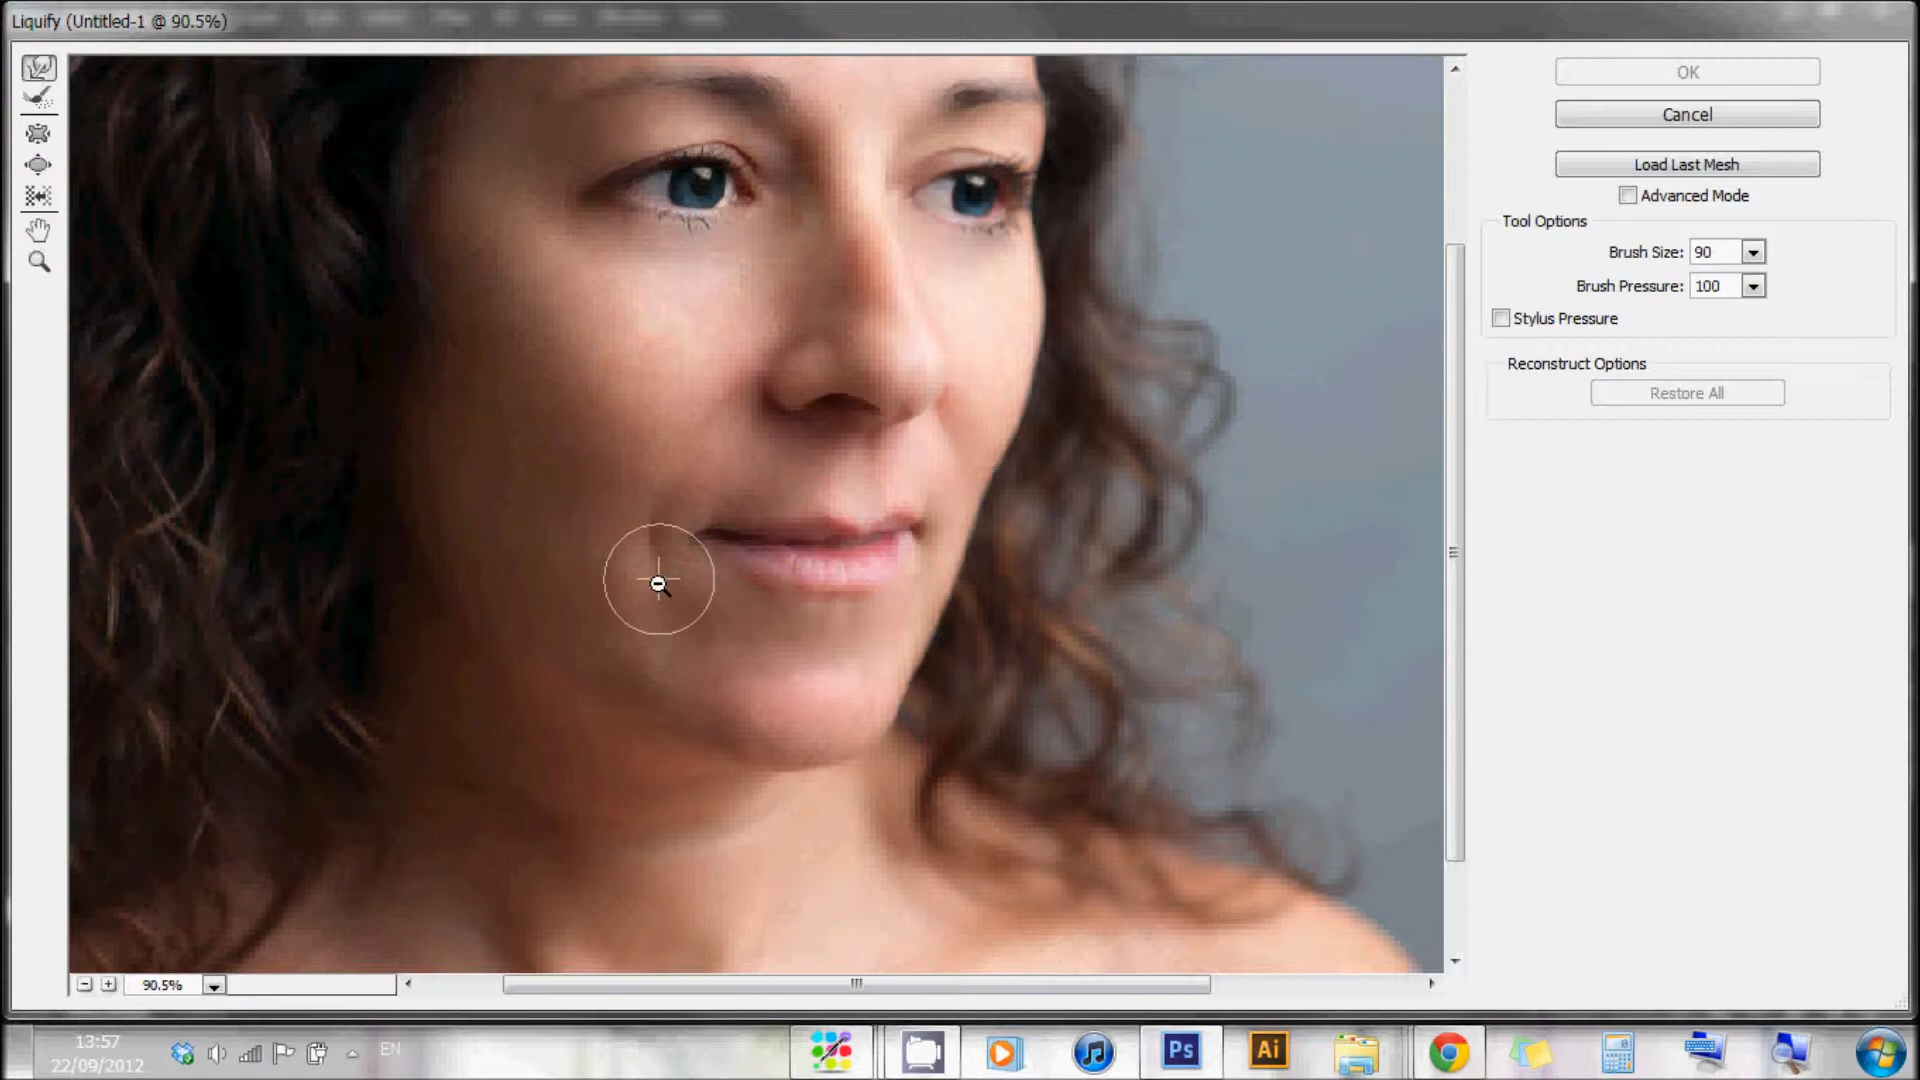 Liquify (Untitled-1 @ 90.5%)
OK
Cancel
Load Last Mesh
Advanced Mode
Tool Options
Brush Size: 90
Brush Pressure: 100
Stylus Pressure
Reconstruct Options
Restore All
90.5%
13:57
22/09/2012
EN
Ps
Ai